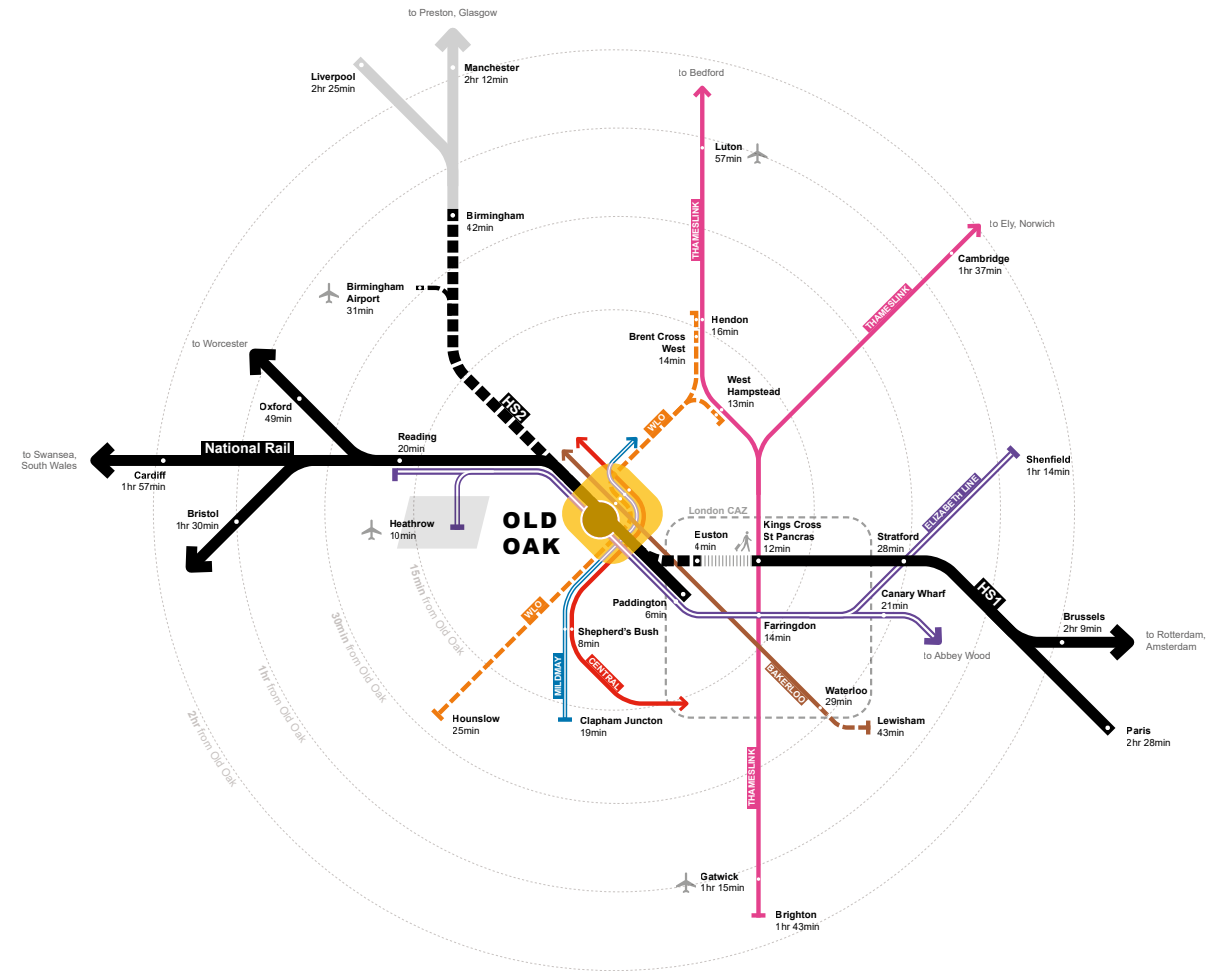 to Preston, Glasgow
Manchester
2hr 12min
Liverpool
2hr 25min
to Bedford
Luton
57min
THAMESLINK
Birmingham
42min
to Ely, Norwich
Cambridge
1hr 37min
THAMESLINK
Birmingham
Airport
31min
Hendon
16min
Brent Cross
West
14min
to Worcester
West
Hampstead
13min
Oxford
49min
HS2
WLO
National Rail
Reading
20min
to Swansea,
South Wales
Cardiff
1hr 57min
Shenfield
1hr 14min
ELIZABETH LINE
Bristol
1hr 30min
Heathrow
10min
OLD
OAK
London CAZ
Euston
4min
Kings Cross
St Pancras
12min
Stratford
28min
15min from Old Oak
30min from Old Oak
1hr from Old Oak
2hr from Old Oak
HS1
Canary Wharf
21min
Paddington
6min
WLO
Farringdon
14min
Shepherd's Bush
8min
Brussels
2hr 9min
to Rotterdam,
Amsterdam
to Abbey Wood
MILDMAY
CENTRAL
BAKERLOO
Waterloo
29min
Hounslow
25min
Clapham Juncton
19min
Lewisham
43min
Paris
2hr 28min
THAMESLINK
Gatwick
1hr 15min
Brighton
1hr 43min